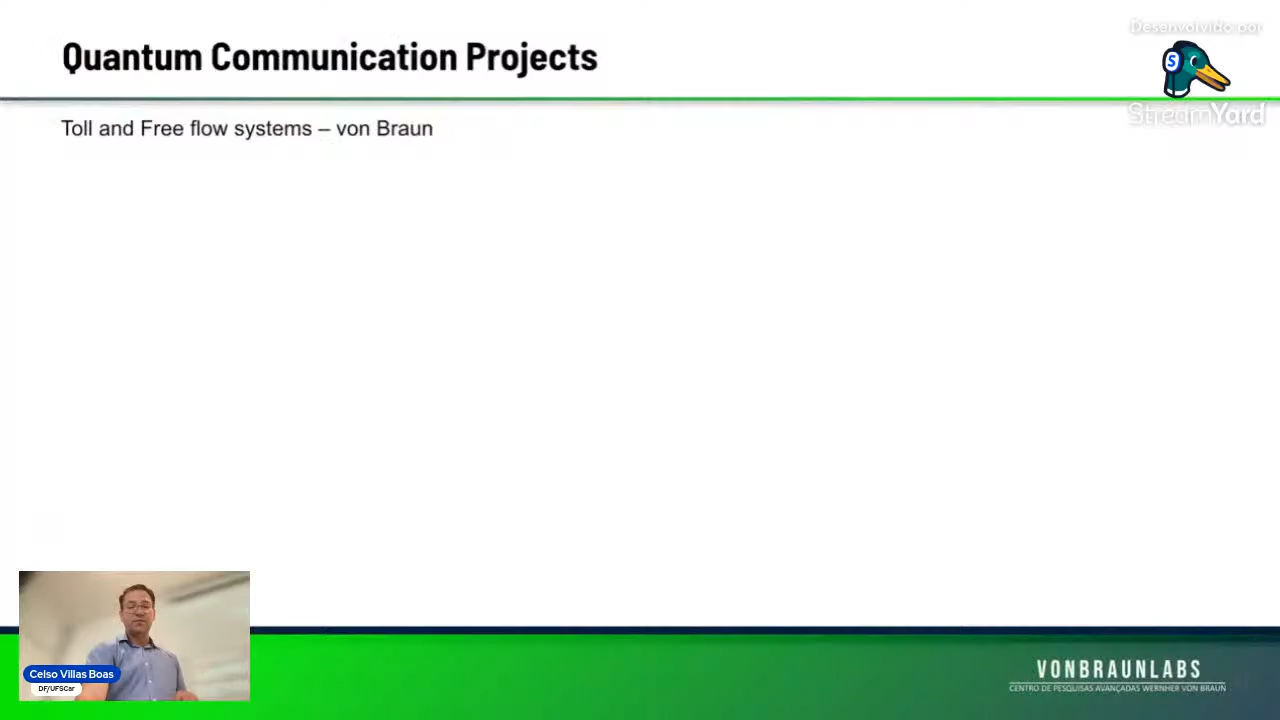 Quantum Communication Projects
Desenvolvido por
S
StreamYard
Toll and Free flow systems – von Braun
Celso Villas Boas
DF/UFSCar
VONBRAUNLABS
CENTRO DE PESQUISAS AVANÇADAS WERNHER VON BRAUN